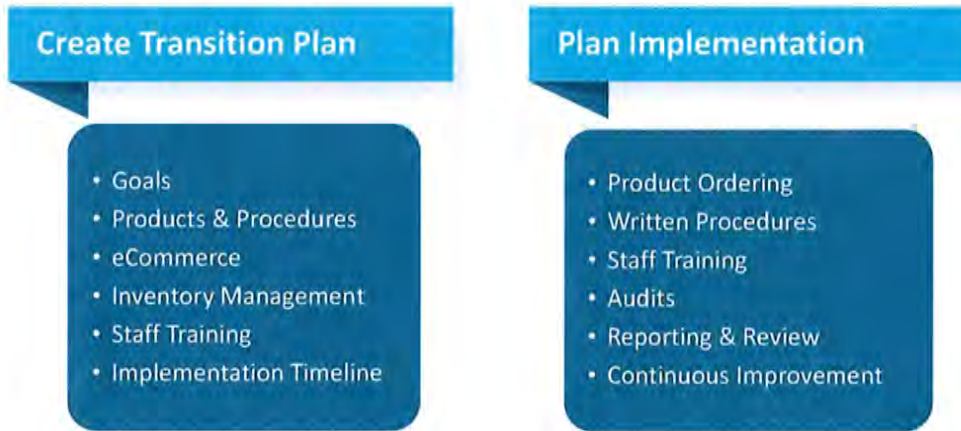 Create Transition Plan
• Goals
• Products & Procedures
• eCommerce
• Inventory Management
• Staff Training
• Implementation Timeline
Plan Implementation
• Product Ordering
• Written Procedures
• Staff Training
• Audits
• Reporting & Review
• Continuous Improvement